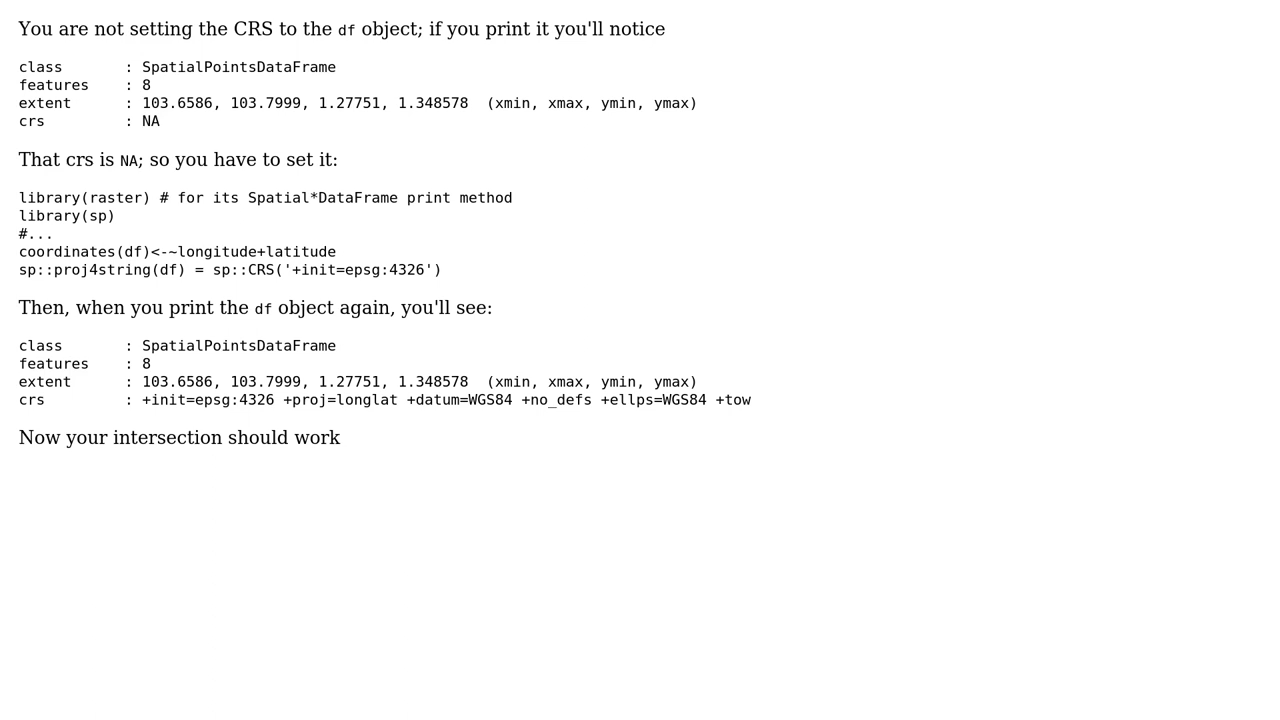 You are not setting the CRS to the df object; if you print it you'll notice
class       : SpatialPointsDataFrame
features    : 8
extent      : 103.6586, 103.7999, 1.27751, 1.348578  (xmin, xmax, ymin, ymax)
crs         : NA
That crs is NA; so you have to set it:
library(raster) # for its Spatial*DataFrame print method
library(sp)
#...
coordinates(df)<-~longitude+latitude
sp::proj4string(df) = sp::CRS('+init=epsg:4326')
Then, when you print the df object again, you'll see:
class       : SpatialPointsDataFrame
features    : 8
extent      : 103.6586, 103.7999, 1.27751, 1.348578  (xmin, xmax, ymin, ymax)
crs         : +init=epsg:4326 +proj=longlat +datum=WGS84 +no_defs +ellps=WGS84 +tow
Now your intersection should work